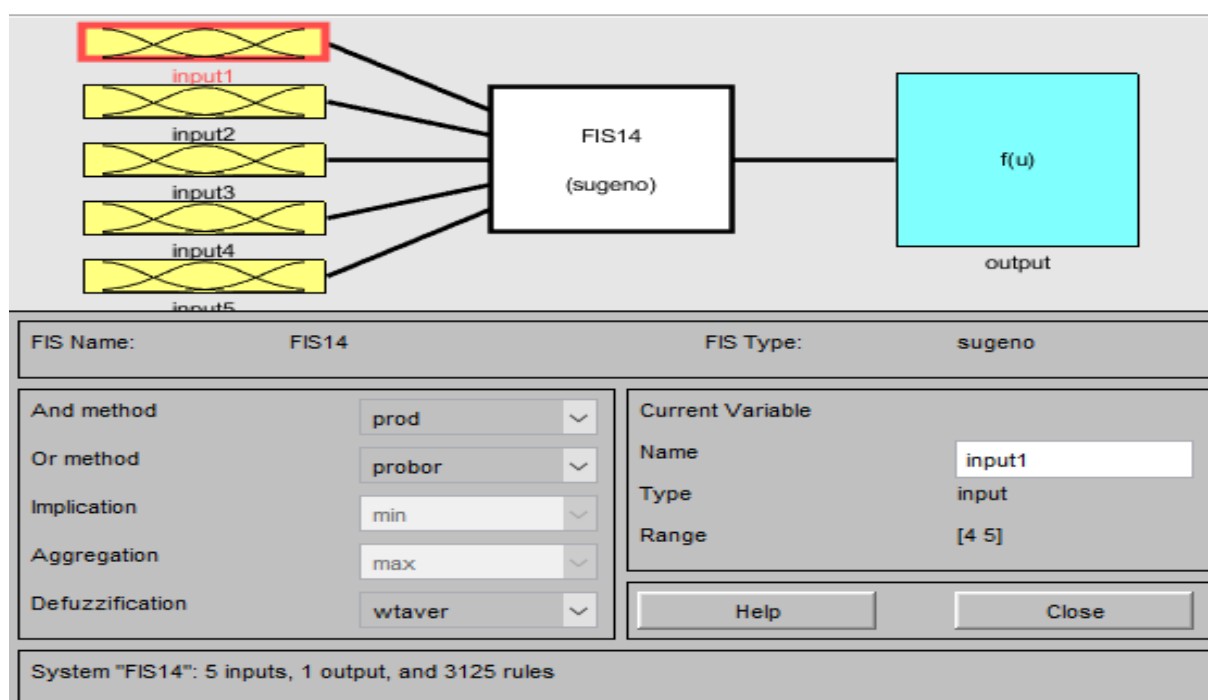 input1
input2
input3
input4
input5
FIS14
(sugeno)
f(u)
output
FIS Name: FIS14 FIS Type: sugeno
And method prod
Or method probor
Implication min
Aggregation max
Defuzzification wtaver
Current Variable
Name input1
Type input
Range [4 5]
Help Close
System "FIS14": 5 inputs, 1 output, and 3125 rules